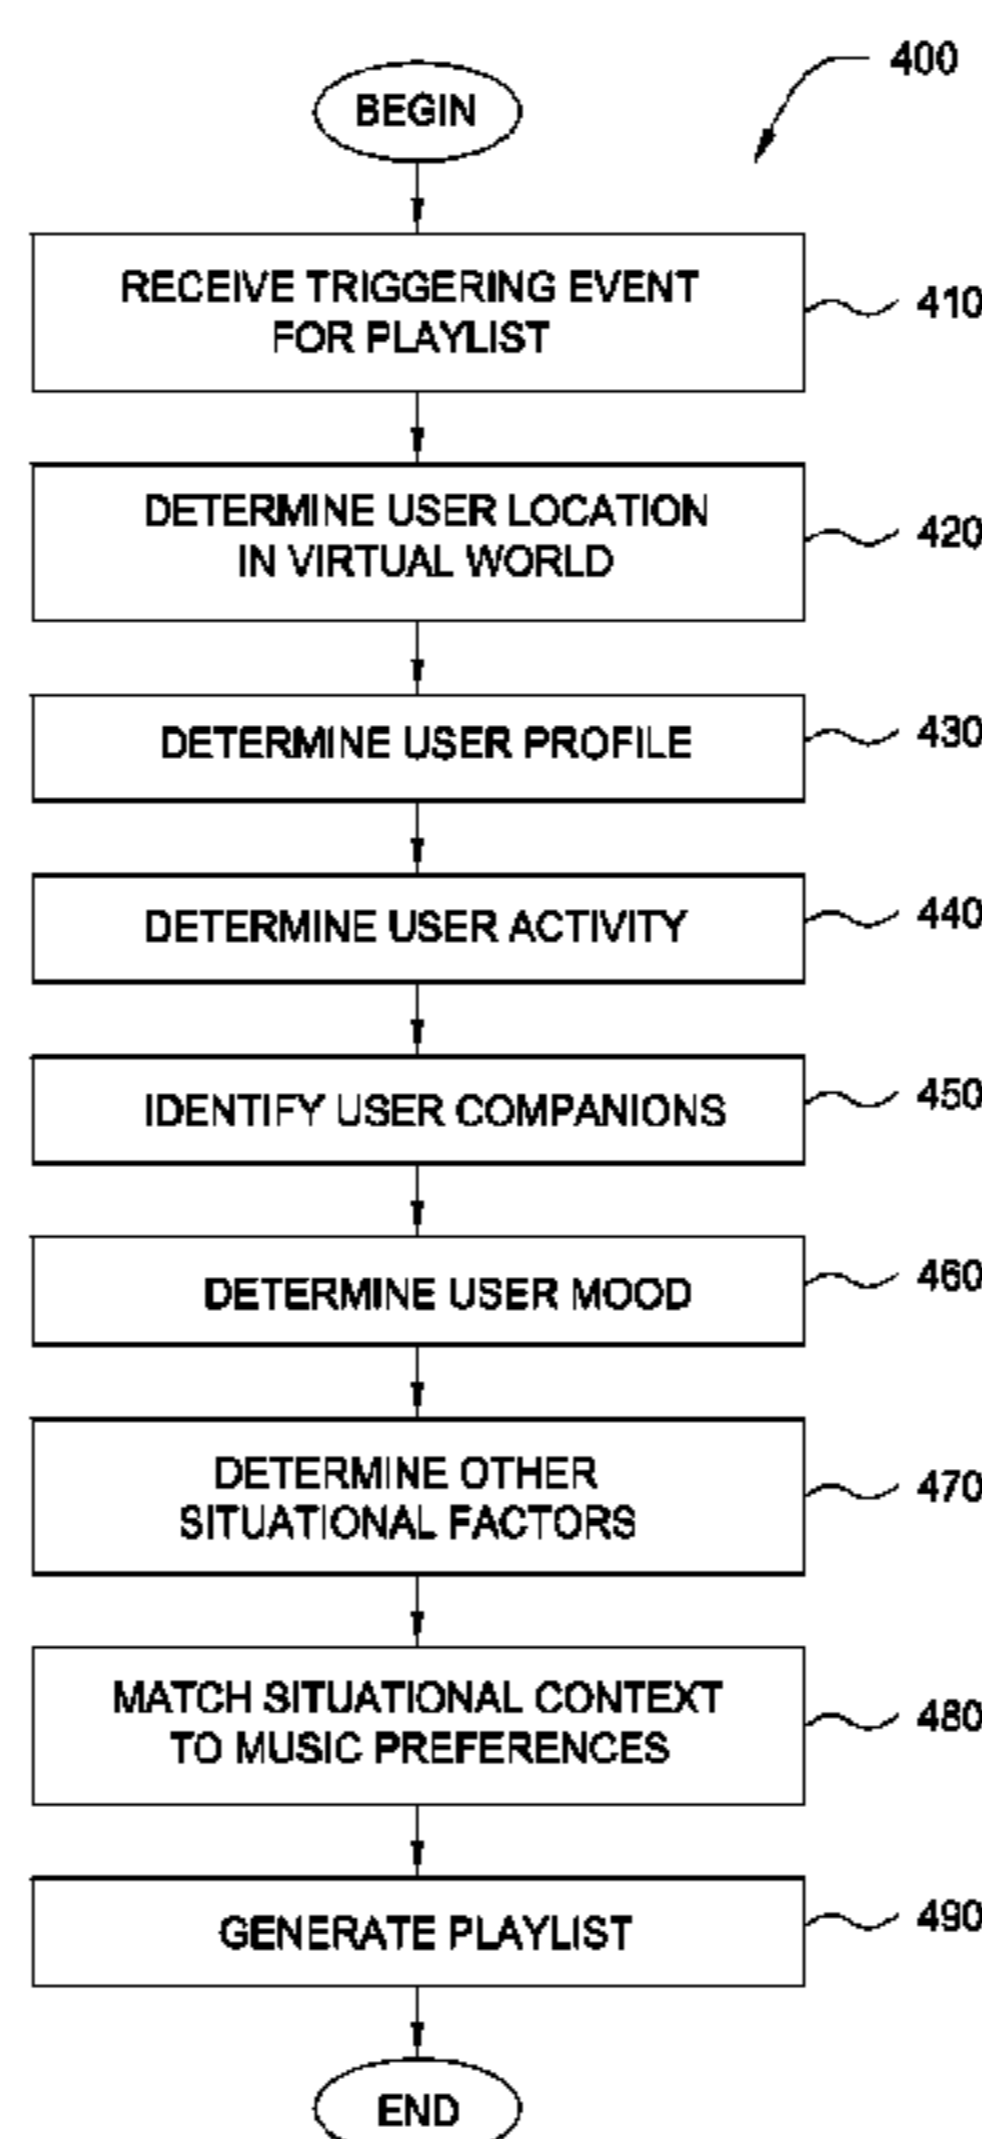 400
BEGIN
RECEIVE TRIGGERING EVENT
FOR PLAYLIST
410
DETERMINE USER LOCATION
IN VIRTUAL WORLD
420
DETERMINE USER PROFILE
430
DETERMINE USER ACTIVITY
440
IDENTIFY USER COMPANIONS
450
DETERMINE USER MOOD
460
DETERMINE OTHER
SITUATIONAL FACTORS
470
MATCH SITUATIONAL CONTEXT
TO MUSIC PREFERENCES
480
GENERATE PLAYLIST
490
END